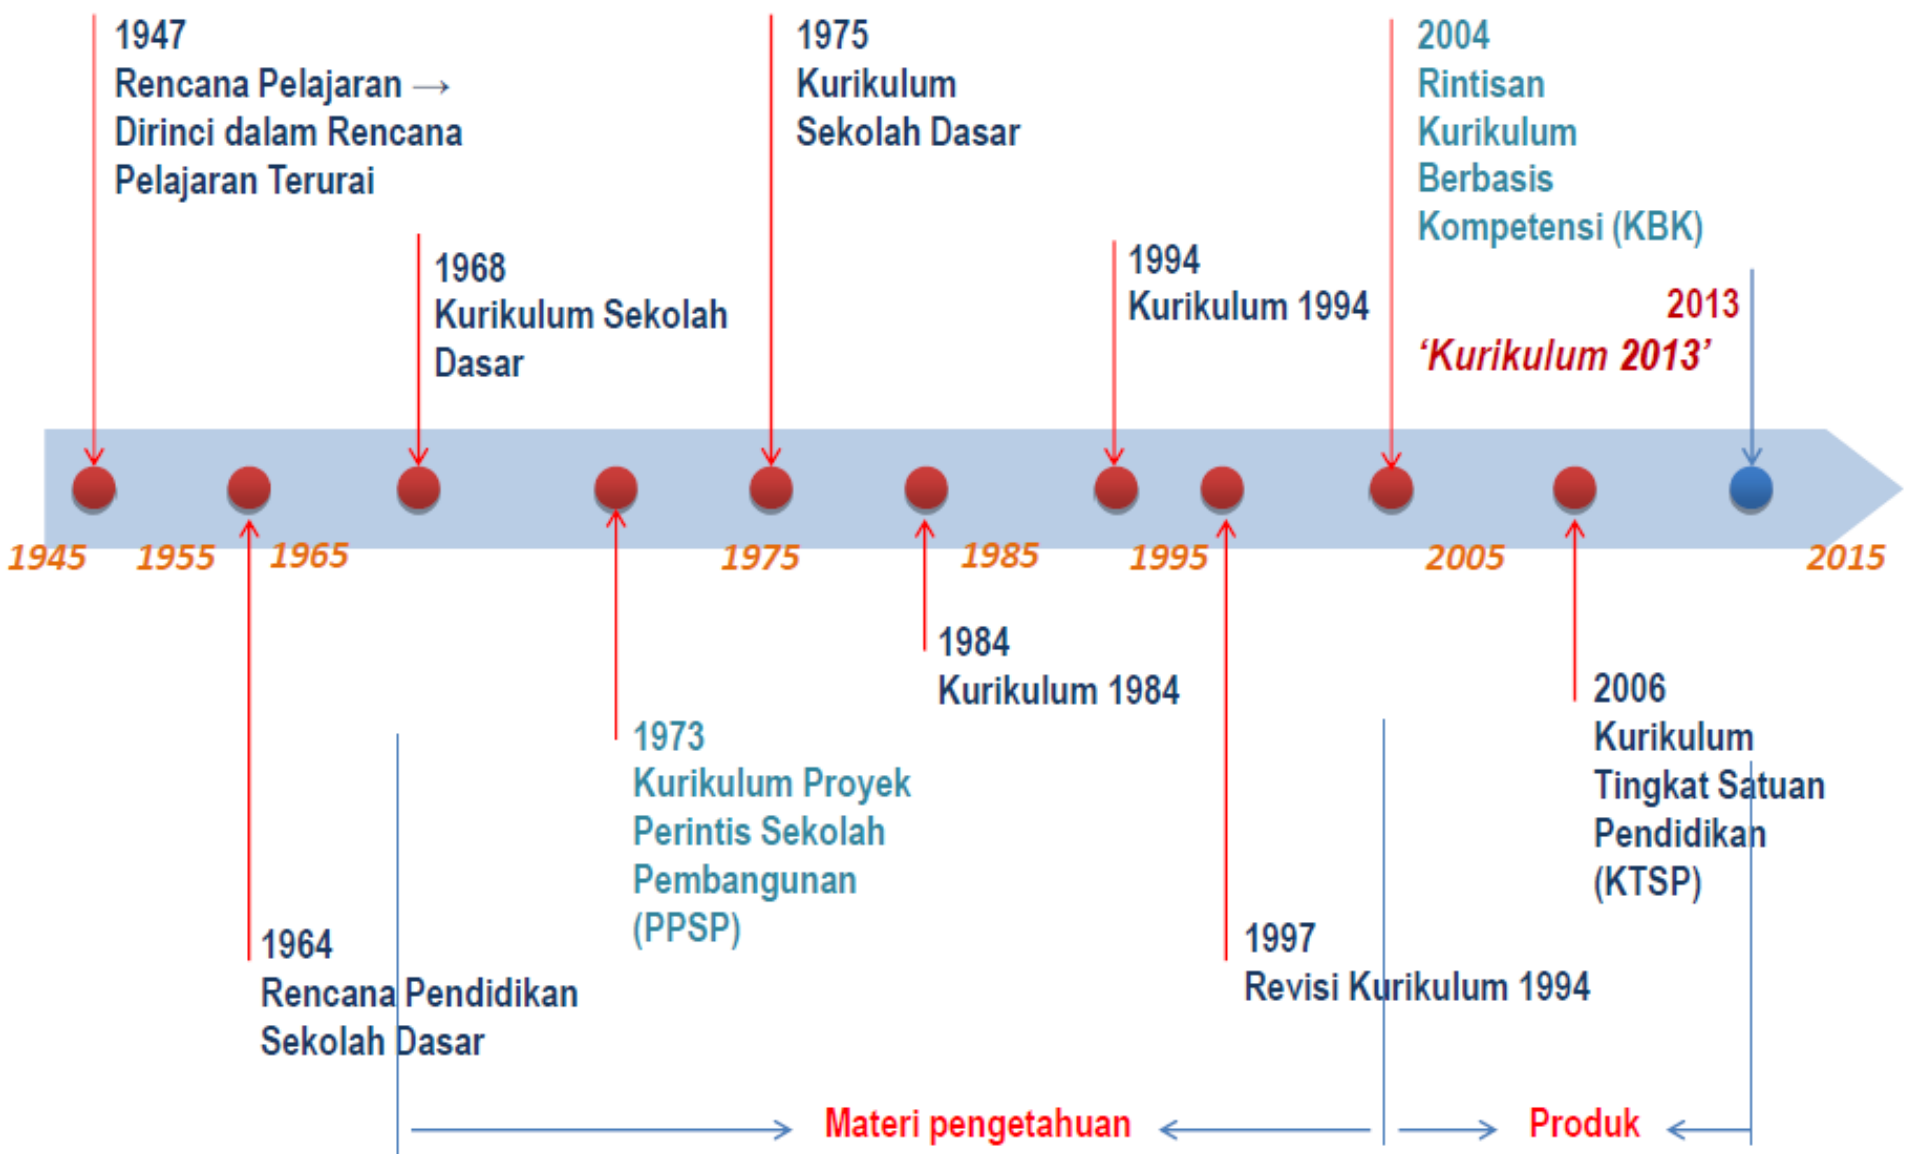 1947
Rencana Pelajaran →
Dirinci dalam Rencana
Pelajaran Terurai
1968
Kurikulum Sekolah
Dasar
1975
Kurikulum
Sekolah Dasar
1994
Kurikulum 1994
2004
Rintisan
Kurikulum
Berbasis
Kompetensi (KBK)
2013
‘Kurikulum 2013’
1945 1955 1965 1975 1985 1995 2005 2015
1964
Rencana Pendidikan
Sekolah Dasar
1973
Kurikulum Proyek
Perintis Sekolah
Pembangunan
(PPSP)
1984
Kurikulum 1984
1997
Revisi Kurikulum 1994
2006
Kurikulum
Tingkat Satuan
Pendidikan
(KTSP)
Materi pengetahuan
Produk